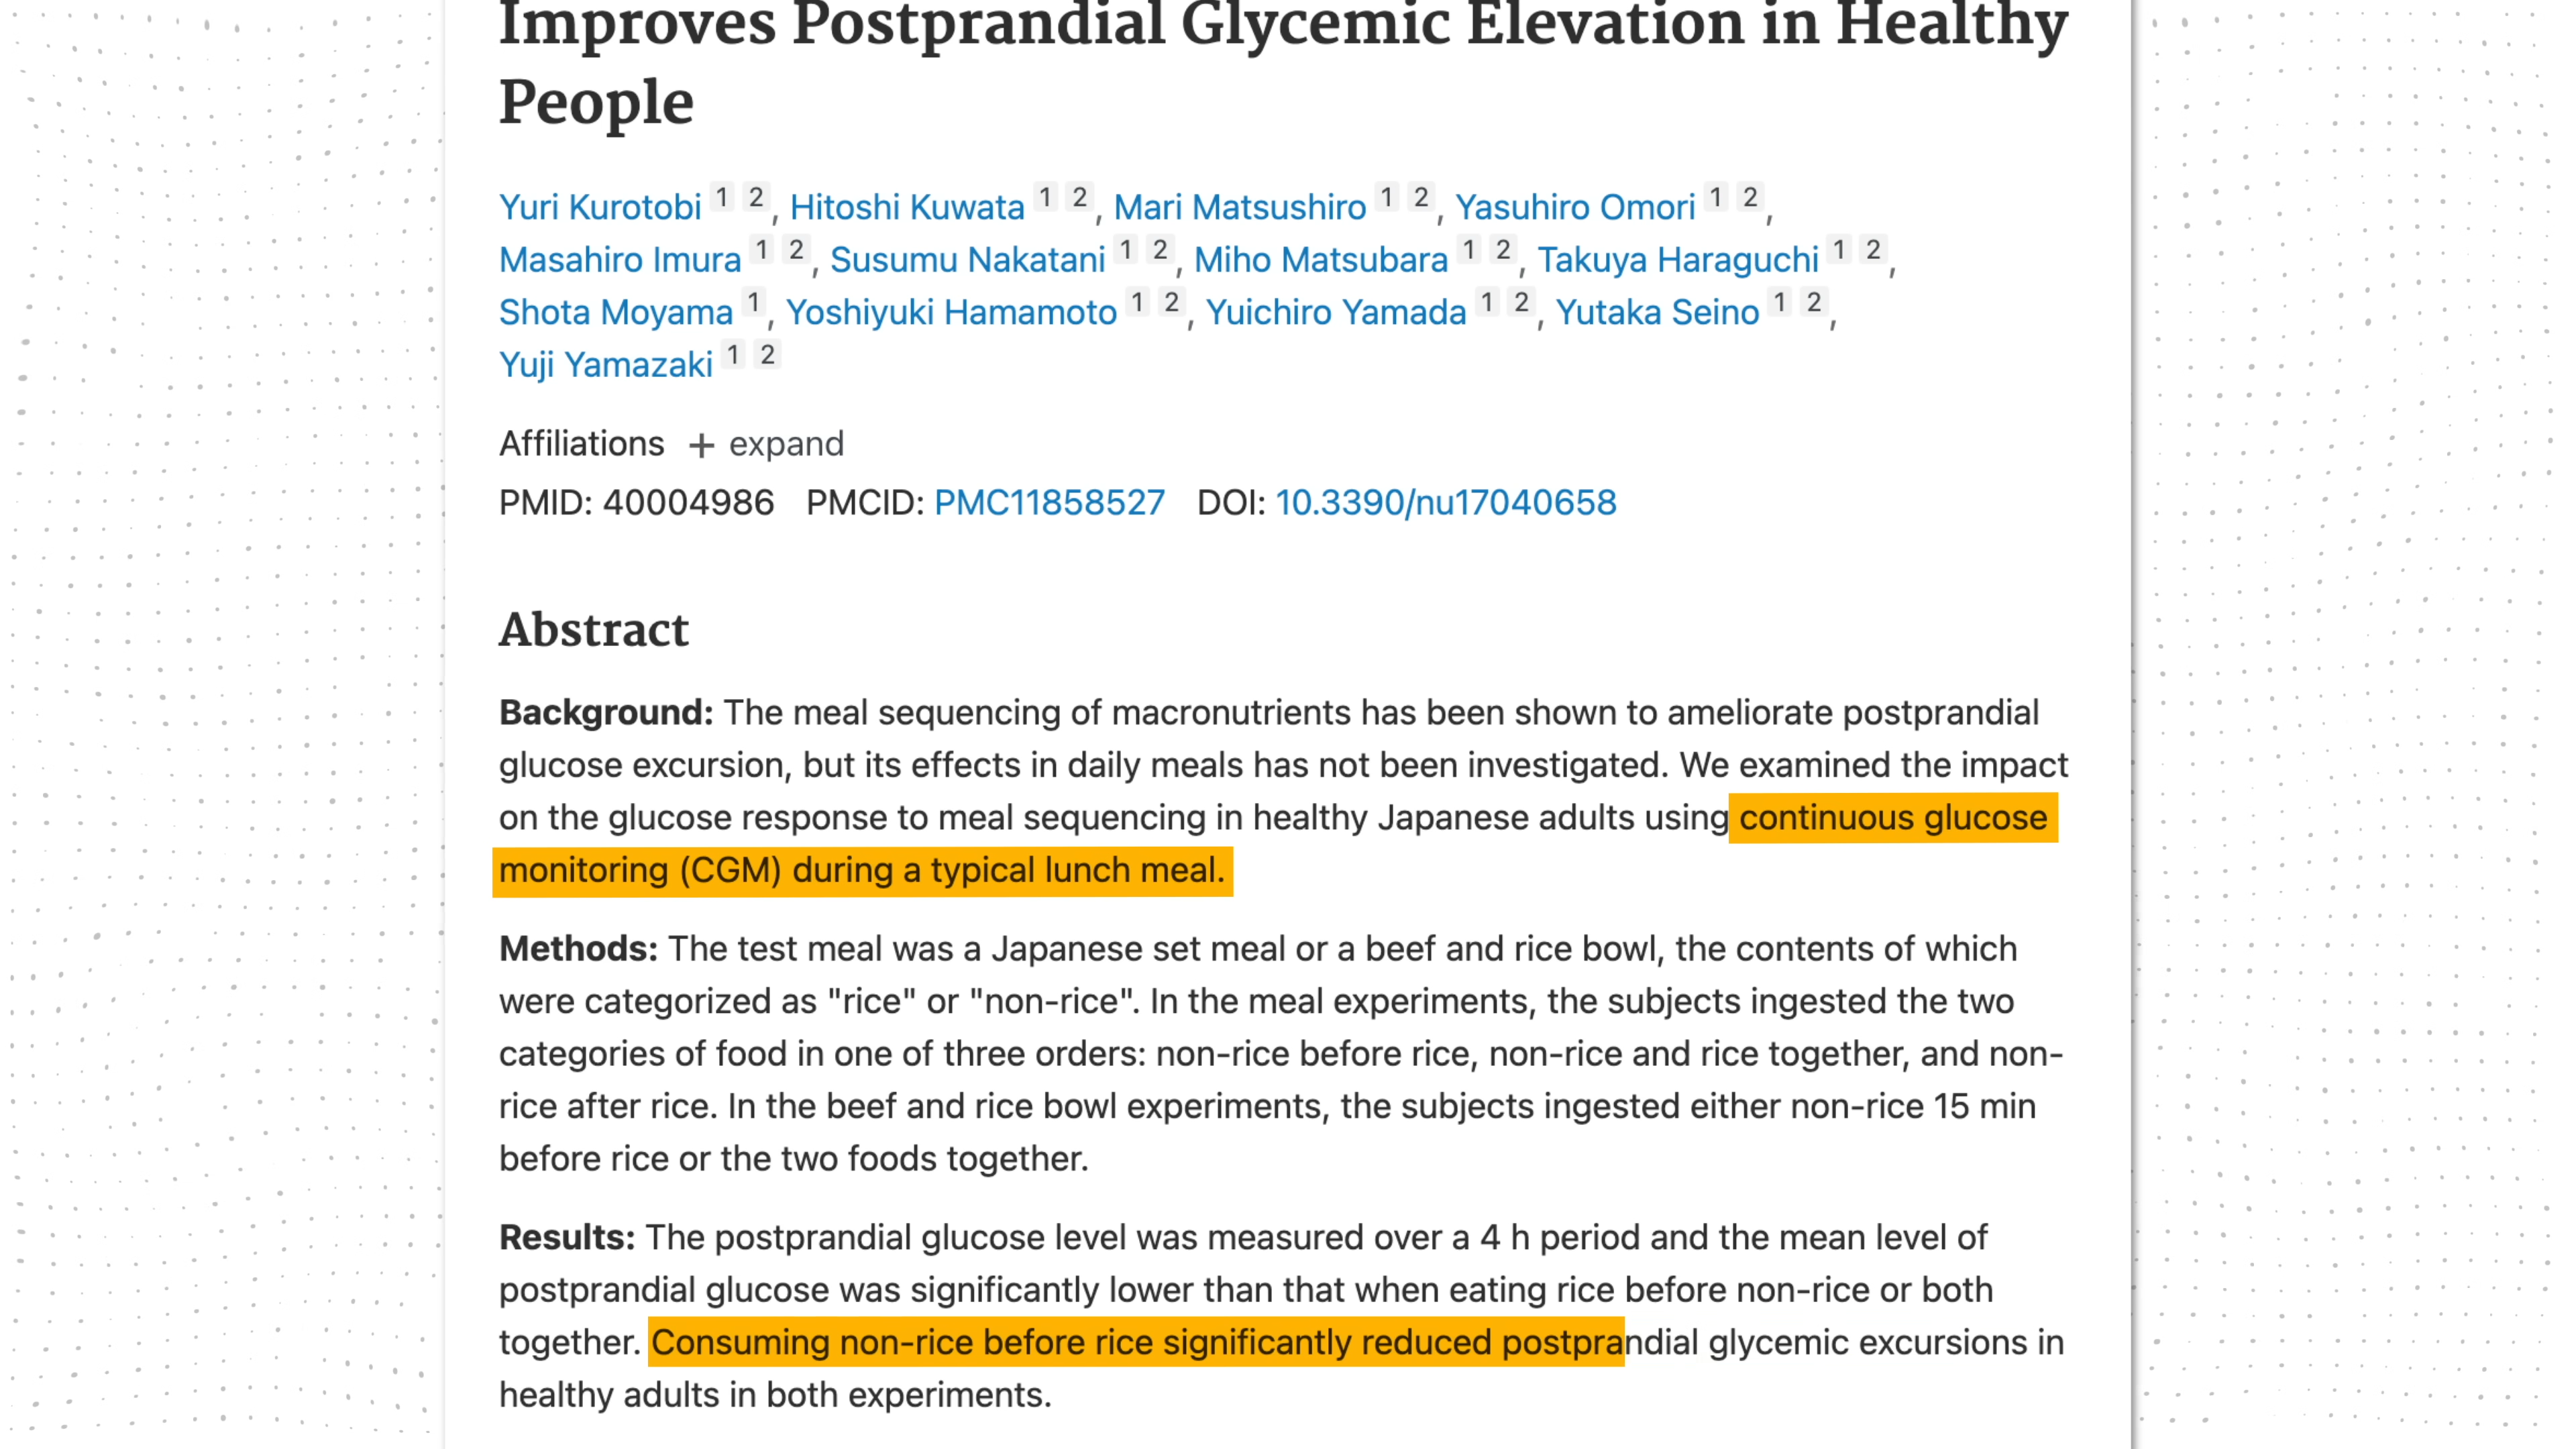 Improves Postprandial Glycemic Elevation in Healthy
People
Yuri Kurotobi 1 2, Hitoshi Kuwata 1 2, Mari Matsushiro 1 2, Yasuhiro Omori 1 2,
Masahiro Imura 1 2, Susumu Nakatani 1 2, Miho Matsubara 1 2, Takuya Haraguchi 1 2,
Shota Moyama 1, Yoshiyuki Hamamoto 1 2, Yuichiro Yamada 1 2, Yutaka Seino 1 2,
Yuji Yamazaki 1 2
Affiliations + expand
PMID: 40004986 PMCID: PMC11858527 DOI: 10.3390/nu17040658
Abstract
Background: The meal sequencing of macronutrients has been shown to ameliorate postprandial
glucose excursion, but its effects in daily meals has not been investigated. We examined the impact
on the glucose response to meal sequencing in healthy Japanese adults using continuous glucose
monitoring (CGM) during a typical lunch meal.
Methods: The test meal was a Japanese set meal or a beef and rice bowl, the contents of which
were categorized as "rice" or "non-rice". In the meal experiments, the subjects ingested the two
categories of food in one of three orders: non-rice before rice, non-rice and rice together, and non-
rice after rice. In the beef and rice bowl experiments, the subjects ingested either non-rice 15 min
before rice or the two foods together.
Results: The postprandial glucose level was measured over a 4 h period and the mean level of
postprandial glucose was significantly lower than that when eating rice before non-rice or both
together. Consuming non-rice before rice significantly reduced postprandial glycemic excursions in
healthy adults in both experiments.